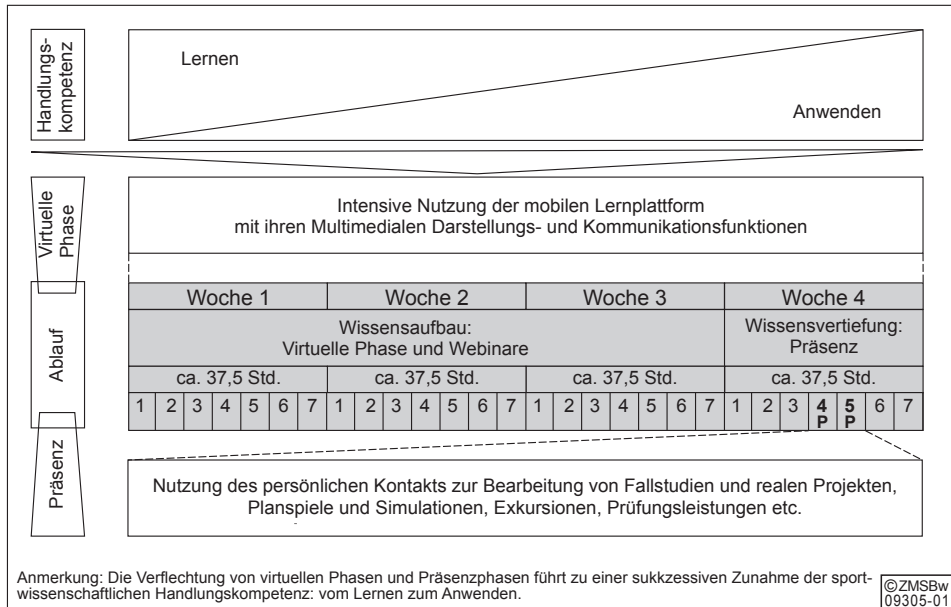 Handlungs-
kompetenz
Lernen
Anwenden
Virtuelle
Phase
Intensive Nutzung der mobilen Lernplattform
mit ihren Multimedialen Darstellungs- und Kommunikationsfunktionen
Ablauf
Woche 1 Woche 2 Woche 3 Woche 4
Wissensaufbau:
Virtuelle Phase und Webinare
Wissensvertiefung:
Präsenz
ca. 37,5 Std. ca. 37,5 Std. ca. 37,5 Std. ca. 37,5 Std.
1 2 3 4 5 6 7 1 2 3 4 5 6 7 1 2 3 4 5 6 7 1 2 3 4 5 6 7
P P
Präsenz
Nutzung des persönlichen Kontakts zur Bearbeitung von Fallstudien und realen Projekten,
Planspiele und Simulationen, Exkursionen, Prüfungsleistungen etc.
Anmerkung: Die Verflechtung von virtuellen Phasen und Präsenzphasen führt zu einer sukkzessiven Zunahme der sport-
wissenschaftlichen Handlungskompetenz: vom Lernen zum Anwenden.
©ZMSBw
09305-01